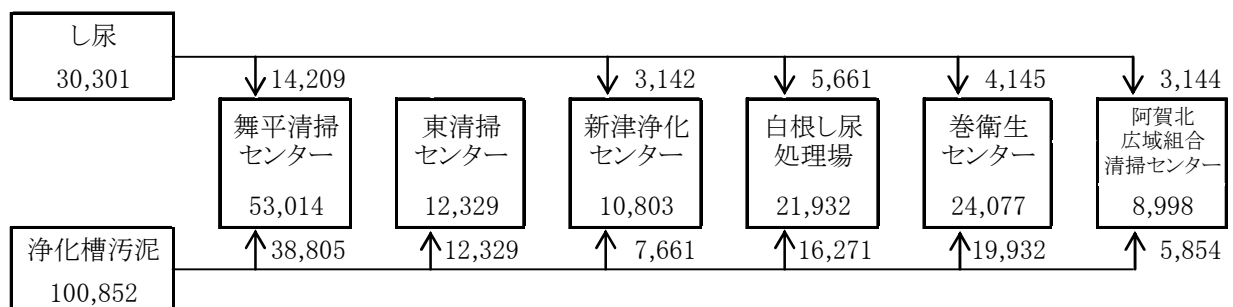 し尿
30,301
14,209
3,142
5,661
4,145
3,144
舞平清掃
センター
53,014
東清掃
センター
12,329
新津浄化
センター
10,803
白根し尿
処理場
21,932
巻衛生
センター
24,077
阿賀北
広域組合
清掃センター
8,998
浄化槽汚泥
100,852
38,805
12,329
7,661
16,271
19,932
5,854